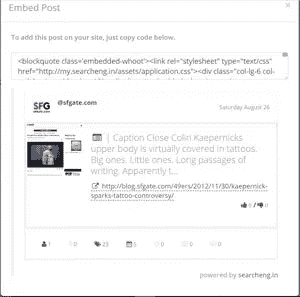 Embed Post
To add this post on your site, just copy code below.
<blockquote class='embedded-whoot'><link rel="stylesheet" type="text/css"
href="http://my.searcheng.in/assets/application.css"><div class="col-lg-6 col-
SFG
@sfgate.com
Saturday August 26
| Caption Close Colin Kaepernicks
upper body is virtually covered in tattoos.
Big ones. Little ones. Long passages of
writing. Apparently t...
http://blog.sfgate.com/49ers/2012/11/30/kaepernick-
sparks-tattoo-controversy/
0 / 0
1 0 23 5 0 0 0
powered by searcheng.in